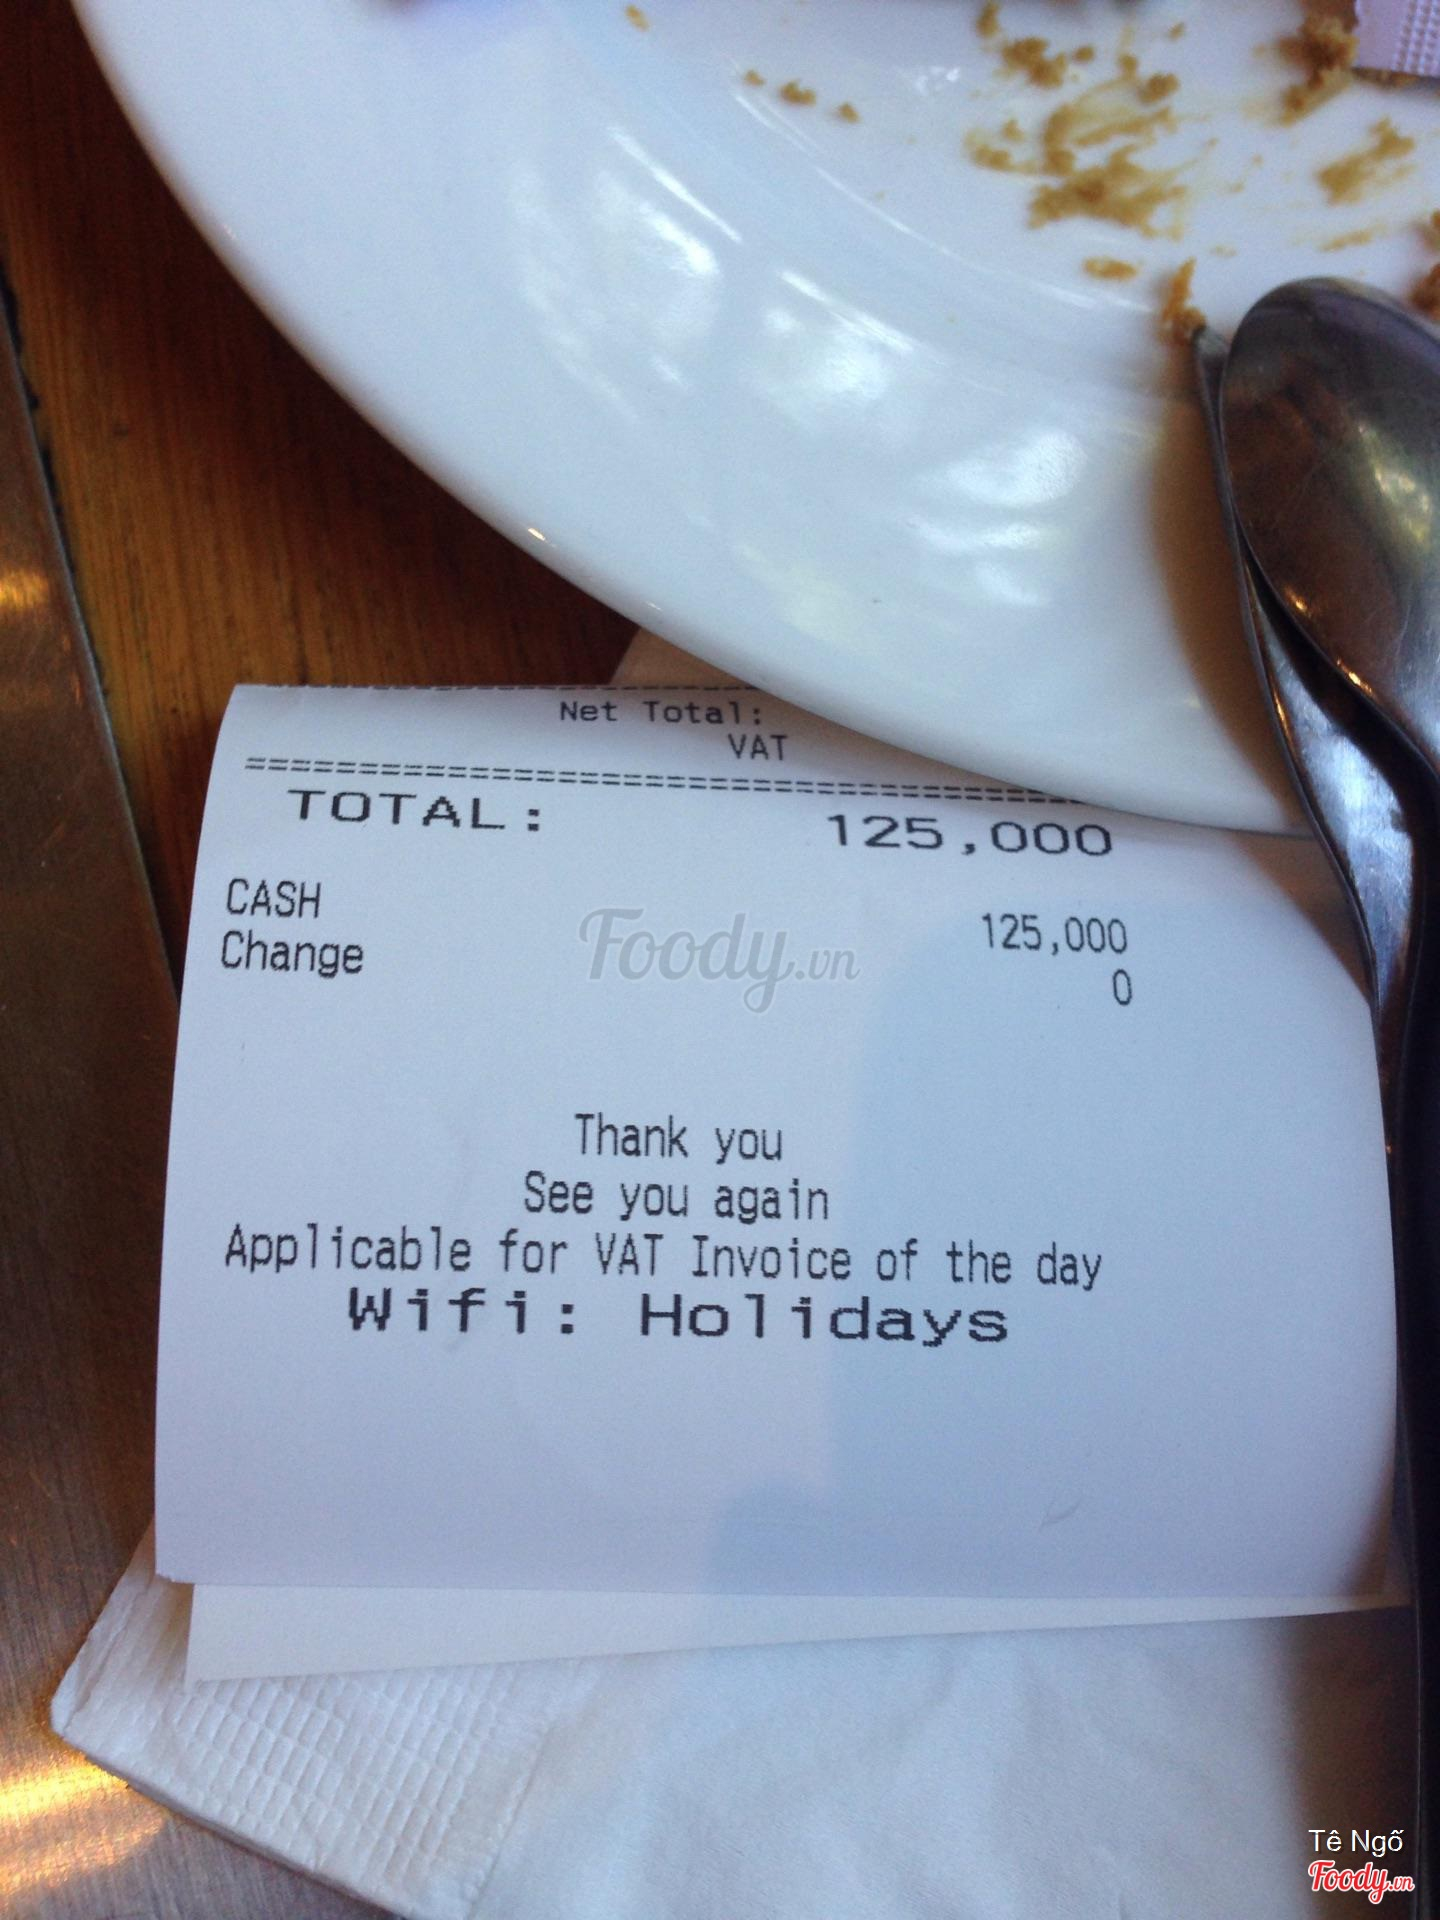 Net Total:
VAT
TOTAL: 125,000
CASH 125,000
Change 0
Foody.vn
Thank you
See you again
Applicable for VAT Invoice of the day
Wifi: Holidays
Tê Ngố
Foody.vn